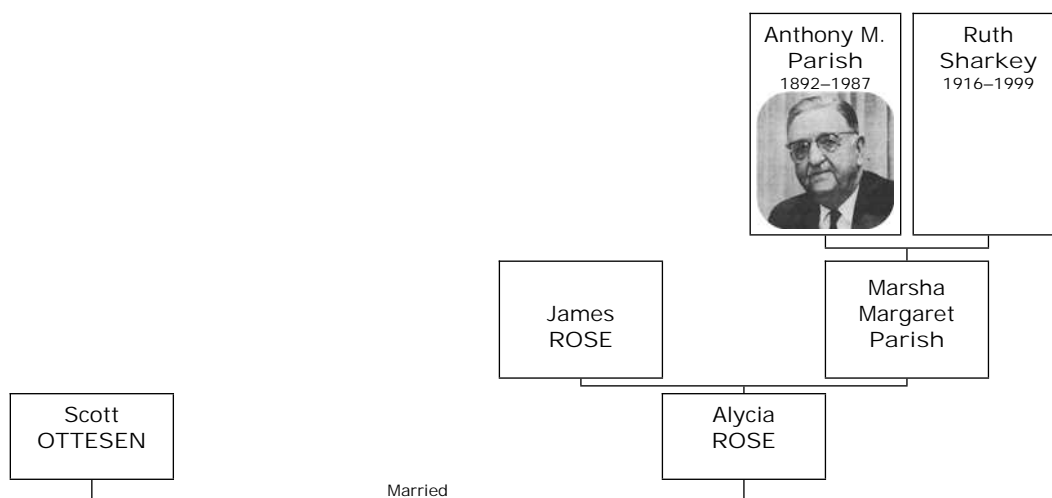 Anthony M.
Parish
1892–1987
Ruth
Sharkey
1916–1999
James
ROSE
Marsha
Margaret
Parish
Scott
OTTESEN
Alycia
ROSE
Married